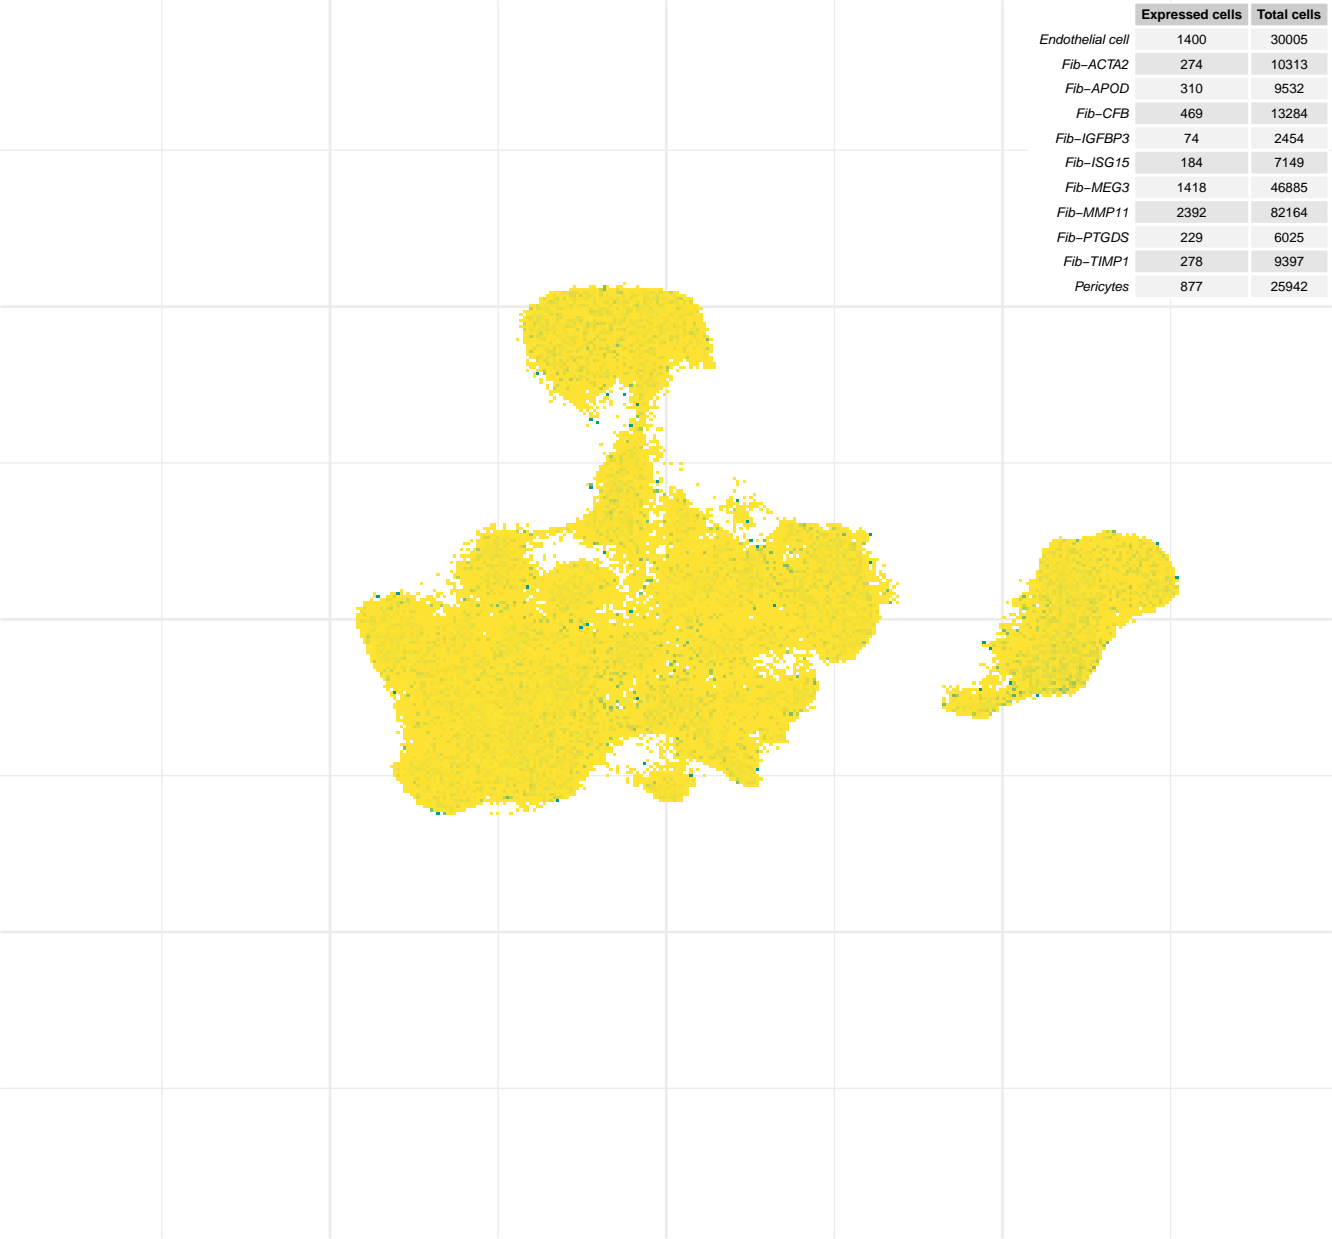 Expressed cells Total cells
Endothelial cell 1400 30005
Fib−ACTA2 274 10313
Fib−APOD 310 9532
Fib−CFB 469 13284
Fib−IGFBP3 74 2454
Fib−ISG15 184 7149
Fib−MEG3 1418 46885
Fib−MMP11 2392 82164
Fib−PTGDS 229 6025
Fib−TIMP1 278 9397
Pericytes 877 25942